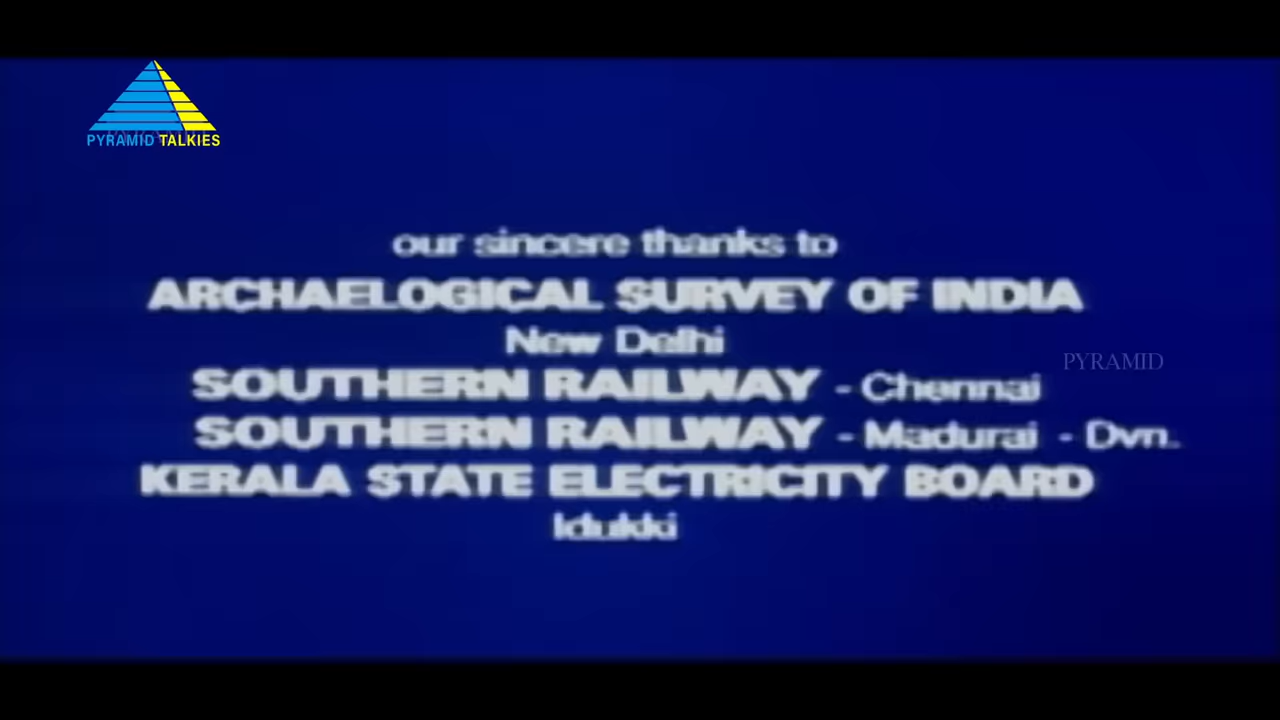 PYRAMID TALKIES
our sincere thanks to
ARCHAELOGICAL SURVEY OF INDIA
New Delhi
PYRAMID
SOUTHERN RAILWAY - Chennai
SOUTHERN RAILWAY - Madurai - Dvn.
KERALA STATE ELECTRICITY BOARD
Idukki